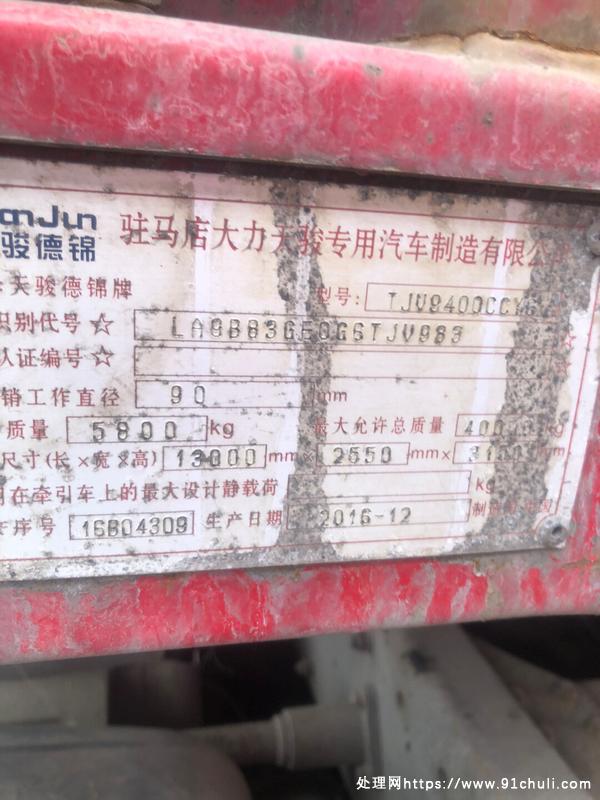 anJun 驻马店大力天骏专用汽车制造有限公
骏德锦
天骏德锦牌 型号: TJV9400CCY
识别代号☆ ☆
认证编号☆ ☆
销工作直径 90 mm
质量 5800 kg 最大允许总质量 kg
尺寸(长×宽×高) 13000 mm× 2550 mm×
在牵引车上的最大设计静载荷 kg
序号 16B04309 生产日期 2016-12 制造
处理网https://www.91chuli.com/